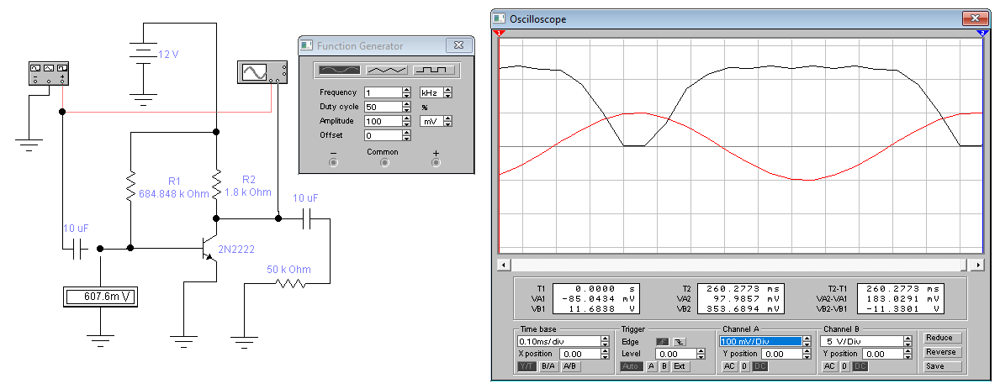 12 V
R1
684.848 k Ohm
R2
1.8 k Ohm
10 uF
10 uF
2N2222
50 k Ohm
607.6m V
Function Generator
Frequency 1 kHz
Duty cycle 50 %
Amplitude 100 mV
Offset 0
− Common +
Oscilloscope
1 2
T1 0.0000 s
VA1 -85.0434 mV
VB1 11.6838 V
T2 260.2773 ms
VA2 97.9857 mV
VB2 353.6894 mV
T2-T1 260.2773 ms
VA2-VA1 183.0291 mV
VB2-VB1 -11.3301 V
Time base
0.10ms/div
X position 0.00
Y/T B/A A/B
Trigger
Edge
Level 0.00
Auto A B Ext
Channel A
100 mV/Div
Y position 0.00
AC 0 DC
Channel B
5 V/Div
Y position 0.00
AC 0 DC
Reduce
Reverse
Save